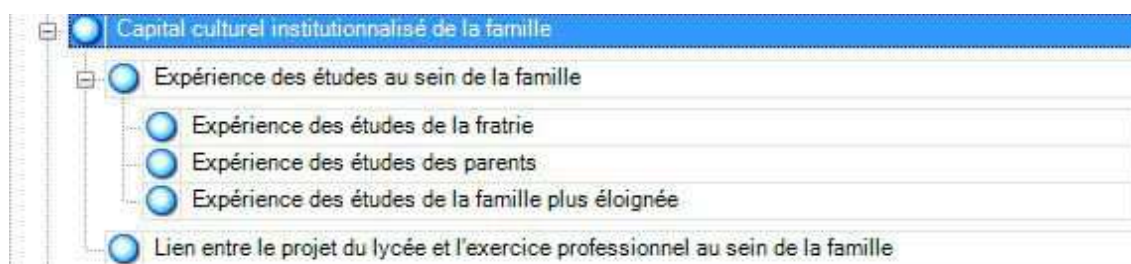 Capital culturel institutionnalisé de la famille
Expérience des études au sein de la famille
Expérience des études de la fratrie
Expérience des études des parents
Expérience des études de la famille plus éloignée
Lien entre le projet du lycée et l'exercice professionnel au sein de la famille